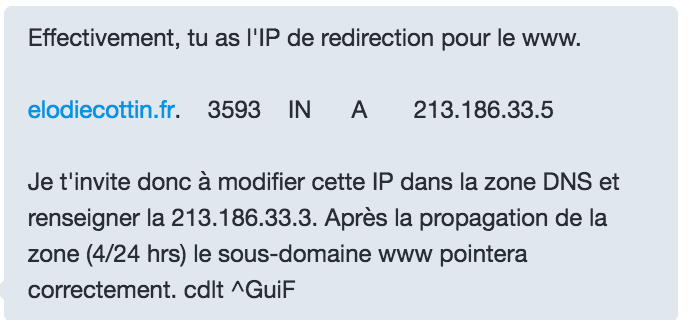 Effectivement, tu as l'IP de redirection pour le www.
elodiecottin.fr. 3593 IN A 213.186.33.5
Je t'invite donc à modifier cette IP dans la zone DNS et
renseigner la 213.186.33.3. Après la propagation de la
zone (4/24 hrs) le sous-domaine www pointera
correctement. cdlt ^GuiF